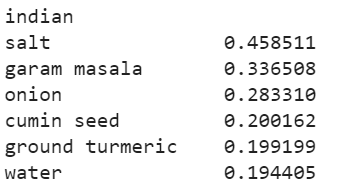 indian
salt 0.458511
garam masala 0.336508
onion 0.283310
cumin seed 0.200162
ground turmeric 0.199199
water 0.194405